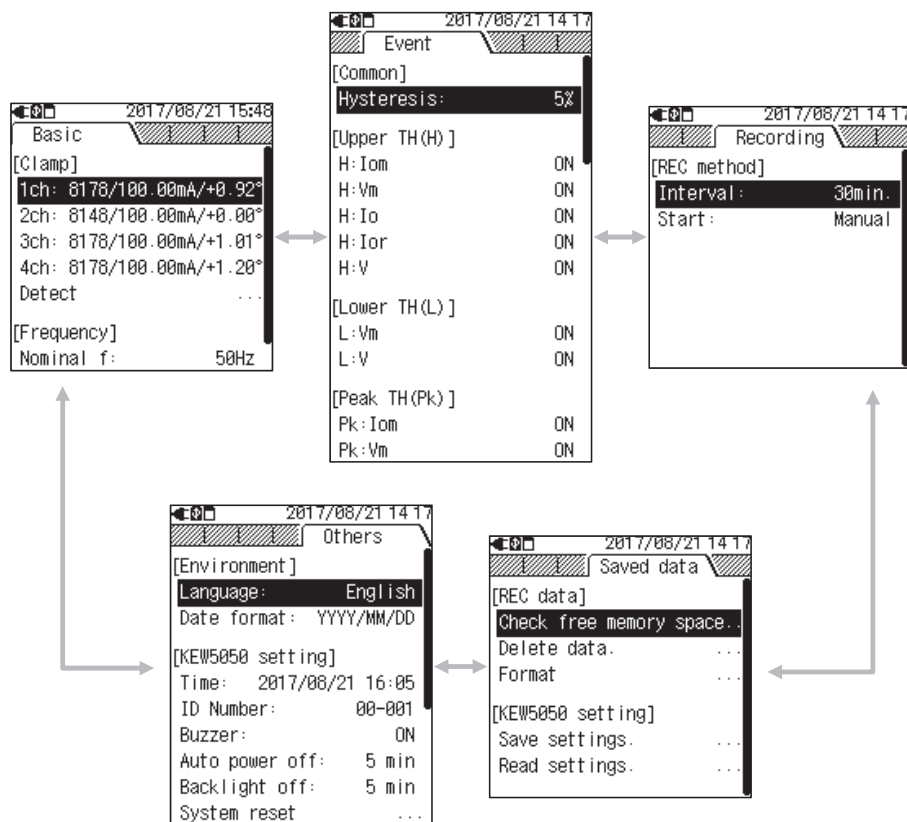 2017/08/21 15:48
Basic
[Clamp]
1ch: 8178/100.00mA/+0.92°
2ch: 8148/100.00mA/+0.00°
3ch: 8178/100.00mA/+1.01°
4ch: 8178/100.00mA/+1.20°
Detect ...
[Frequency]
Nominal f: 50Hz
2017/08/21 14 17
Event
[Common]
Hysteresis: 5%
[Upper TH(H)]
H:Iom ON
H:Vm ON
H:Io ON
H:Ior ON
H:V ON
[Lower TH(L)]
L:Vm ON
L:V ON
[Peak TH(Pk)]
Pk:Iom ON
Pk:Vm ON
2017/08/21 14 17
Recording
[REC method]
Interval: 30min.
Start: Manual
2017/08/21 14 17
Others
[Environment]
Language: English
Date format: YYYY/MM/DD
[KEW5050 setting]
Time: 2017/08/21 16:05
ID Number: 00-001
Buzzer: ON
Auto power off: 5 min
Backlight off: 5 min
System reset ...
2017/08/21 14 17
Saved data
[REC data]
Check free memory space..
Delete data. ...
Format ...
[KEW5050 setting]
Save settings. ...
Read settings. ...